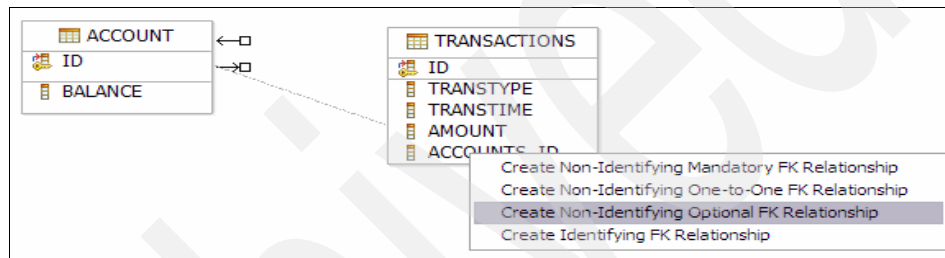 ACCOUNT
ID
BALANCE
TRANSACTIONS
ID
TRANSTYPE
TRANSTIME
AMOUNT
ACCOUNTS_ID
Create Non-Identifying Mandatory FK Relationship
Create Non-Identifying One-to-One FK Relationship
Create Non-Identifying Optional FK Relationship
Create Identifying FK Relationship